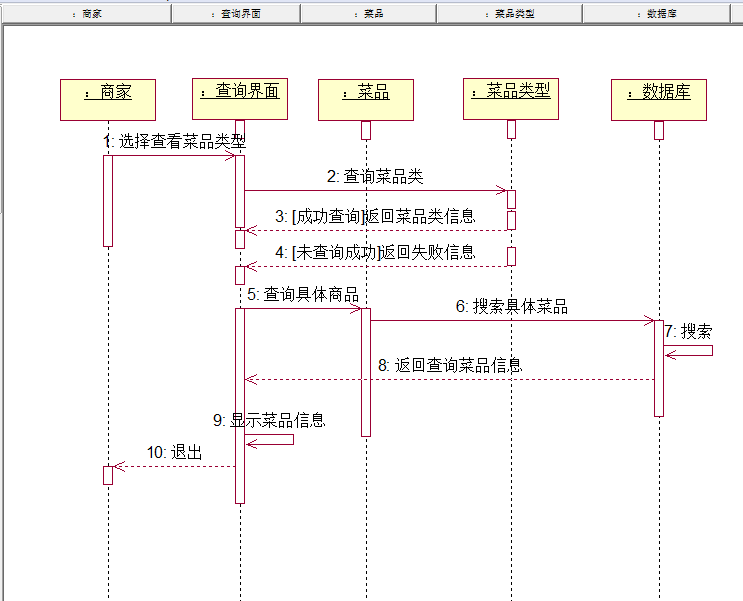 : 商家
: 查询界面
: 菜品
: 菜品类型
: 数据库
: 商家
: 查询界面
: 菜品
: 菜品类型
: 数据库
1: 选择查看菜品类型
2: 查询菜品类
3: [成功查询]返回菜品类信息
4: [未查询成功]返回失败信息
5: 查询具体商品
6: 搜索具体菜品
7: 搜索
8: 返回查询菜品信息
9: 显示菜品信息
10: 退出